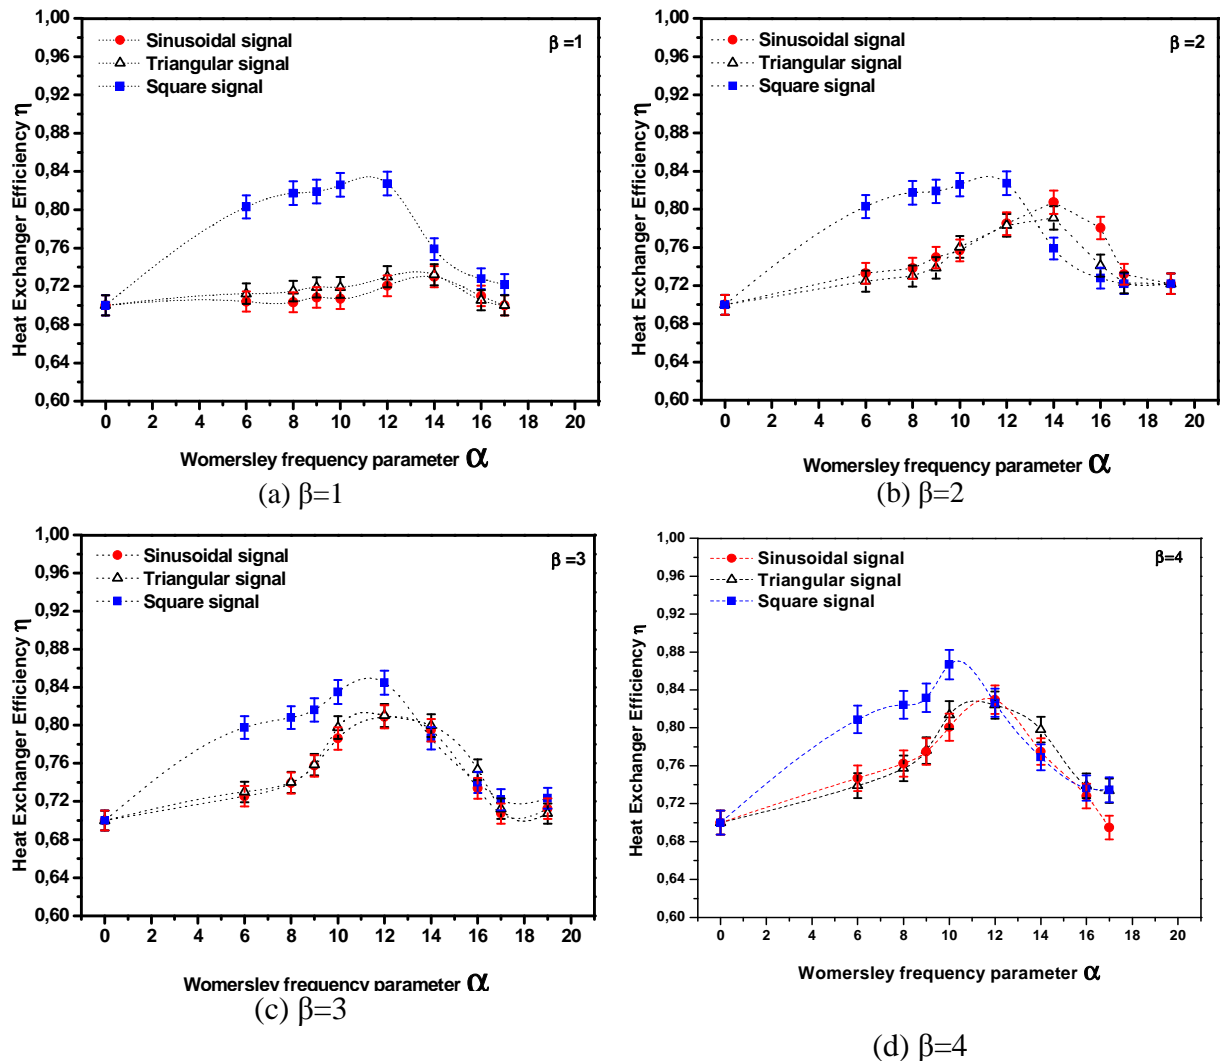 1,00
0,96
0,92
0,88
0,84
0,80
0,76
0,72
0,68
0,64
0,60
Heat Exchanger Efficiency η
Sinusoidal signal
Triangular signal
Square signal
β =1
0 2 4 6 8 10 12 14 16 18 20
Womersley frequency parameter α
(a) β=1
1,00
0,96
0,92
0,88
0,84
0,80
0,76
0,72
0,68
0,64
0,60
Heat Exchanger Efficiency η
Sinusoidal signal
Triangular signal
Square signal
β =2
0 2 4 6 8 10 12 14 16 18 20
Womersley frequency parameter α
(b) β=2
1,00
0,96
0,92
0,88
0,84
0,80
0,76
0,72
0,68
0,64
0,60
Heat Exchanger Efficiency η
Sinusoidal signal
Triangular signal
Square signal
β =3
0 2 4 6 8 10 12 14 16 18 20
Womersley frequency parameter α
(c) β=3
1,00
0,96
0,92
0,88
0,84
0,80
0,76
0,72
0,68
0,64
0,60
Heat Exchanger Efficiency η
Sinusoidal signal
Triangular signal
Square signal
β=4
0 2 4 6 8 10 12 14 16 18 20
Womersley frequency parameter α
(d) β=4